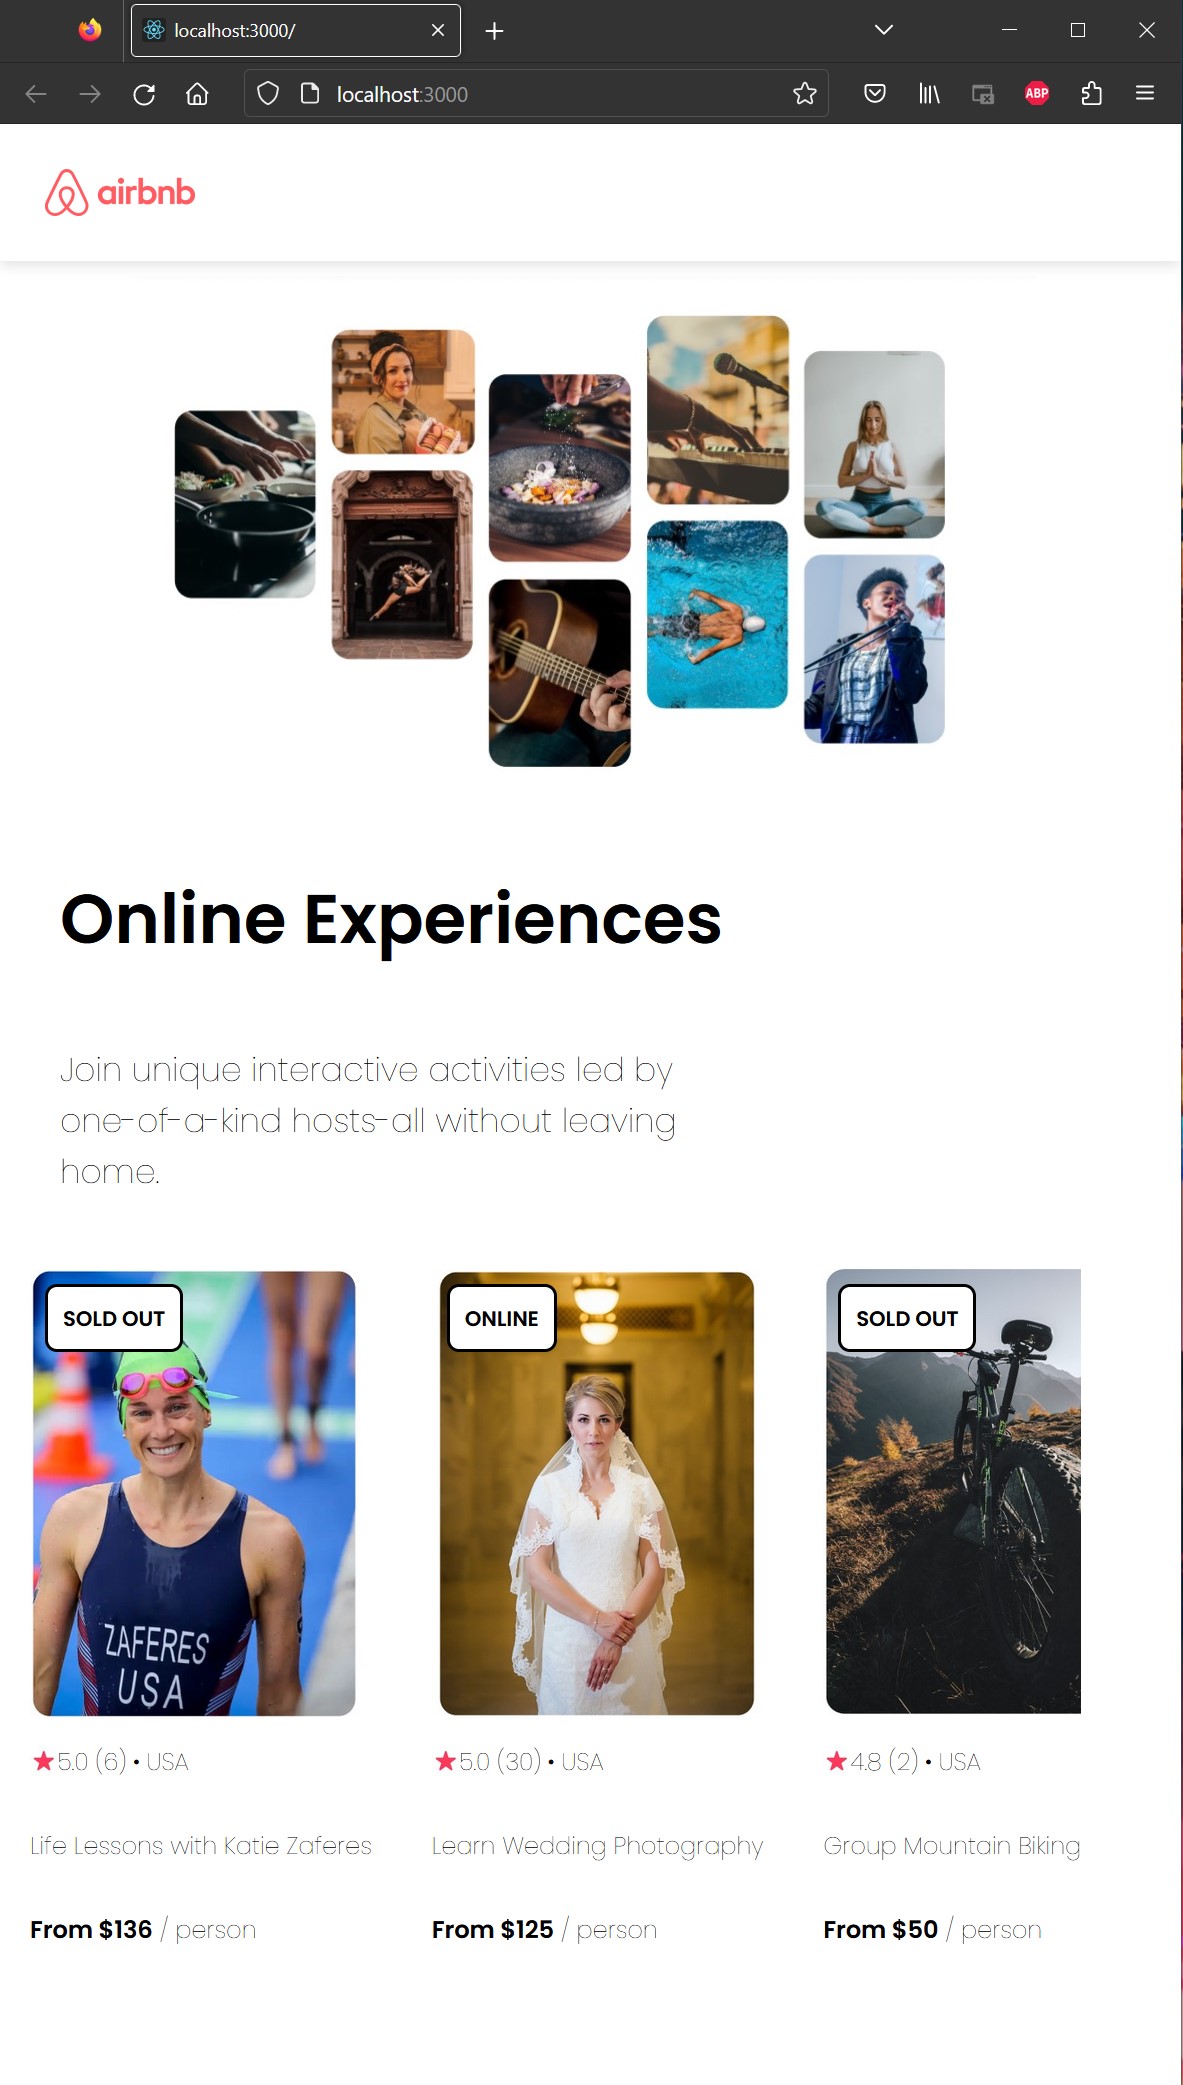 localhost:3000/
localhost:3000
ABP
airbnb
Online Experiences
Join unique interactive activities led by
one-of-a-kind hosts-all without leaving
home.
SOLD OUT
ONLINE
SOLD OUT
ZAFERES
USA
5.0 (6) • USA
5.0 (30) • USA
4.8 (2) • USA
Life Lessons with Katie Zaferes
Learn Wedding Photography
Group Mountain Biking
From $136 / person
From $125 / person
From $50 / person